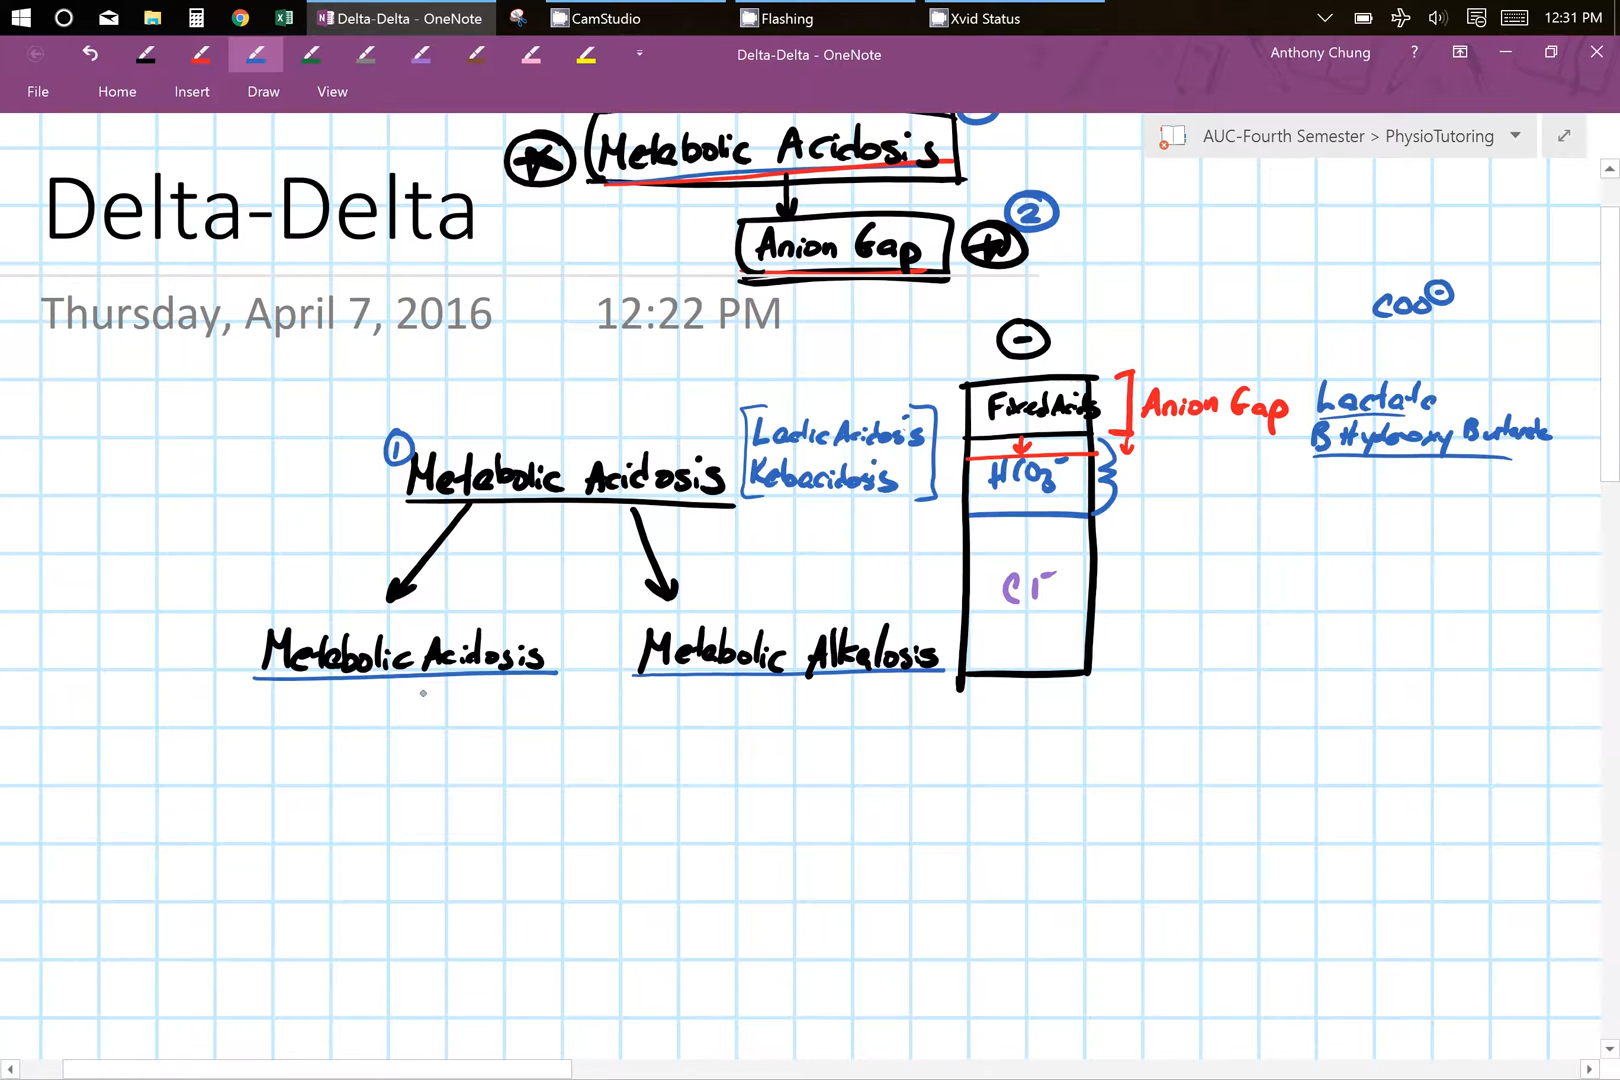 Delta-Delta - OneNote
CamStudio
Flashing
Xvid Status
12:31 PM
Delta-Delta - OneNote
Anthony Chung
?
File
Home
Insert
Draw
View
AUC-Fourth Semester > PhysioTutoring
Metabolic Acidosis
Delta-Delta
2
Anion Gap
Thursday, April 7, 2016
12:22 PM
COO-
-
Fixed Acids
Anion Gap
Lactate
Lactic Acidosis
B Hydroxy
1
Metabolic Acidosis
Ketoacidosis
HCO3-
Cl-
Metabolic Acidosis
Metabolic Alkalosis